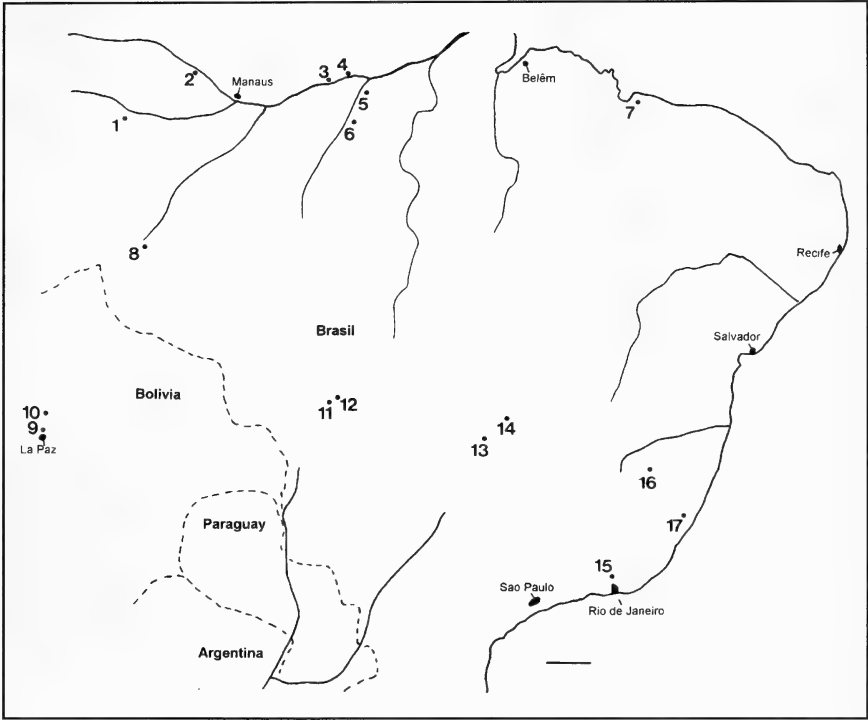 4
3
2
Manaus
Belêm
5
7
1
6
8
Recife
Brasil
Salvador
Bolivia
10
11 12
9
14
13
La Paz
16
Paraguay
17
15
Sao Paulo
Rio de Janeiro
Argentina